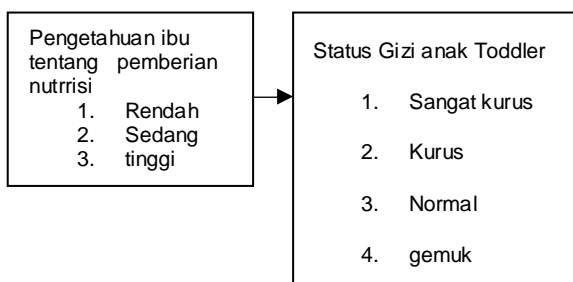 Pengetahuan ibu
tentang pemberian
nutrrisi
1. Rendah
2. Sedang
3. tinggi
Status Gizi anak Toddler
1. Sangat kurus
2. Kurus
3. Normal
4. gemuk